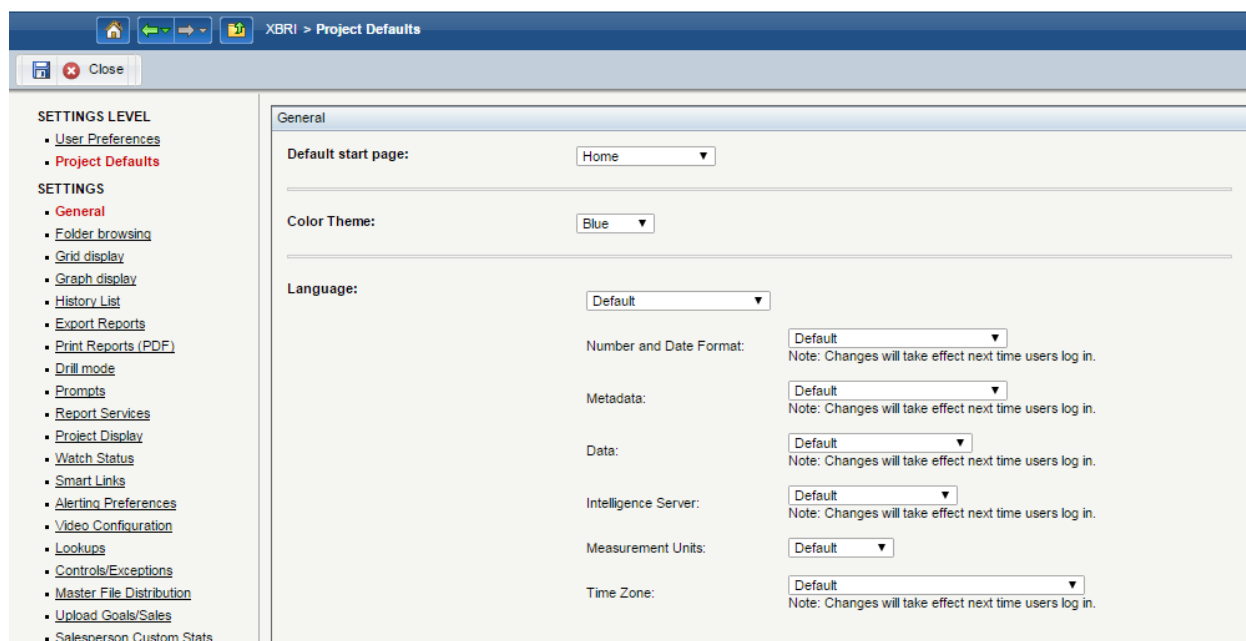 XBRI > Project Defaults
Close
SETTINGS LEVEL
User Preferences
Project Defaults
SETTINGS
General
Folder browsing
Grid display
Graph display
History List
Export Reports
Print Reports (PDF)
Drill mode
Prompts
Report Services
Project Display
Watch Status
Smart Links
Alerting Preferences
Video Configuration
Lookups
Controls/Exceptions
Master File Distribution
Upload Goals/Sales
Salesperson Custom Stats
General
Default start page: Home
Color Theme: Blue
Language: Default
Number and Date Format: Default
Note: Changes will take effect next time users log in.
Metadata: Default
Note: Changes will take effect next time users log in.
Data: Default
Note: Changes will take effect next time users log in.
Intelligence Server: Default
Note: Changes will take effect next time users log in.
Measurement Units: Default
Time Zone: Default
Note: Changes will take effect next time users log in.